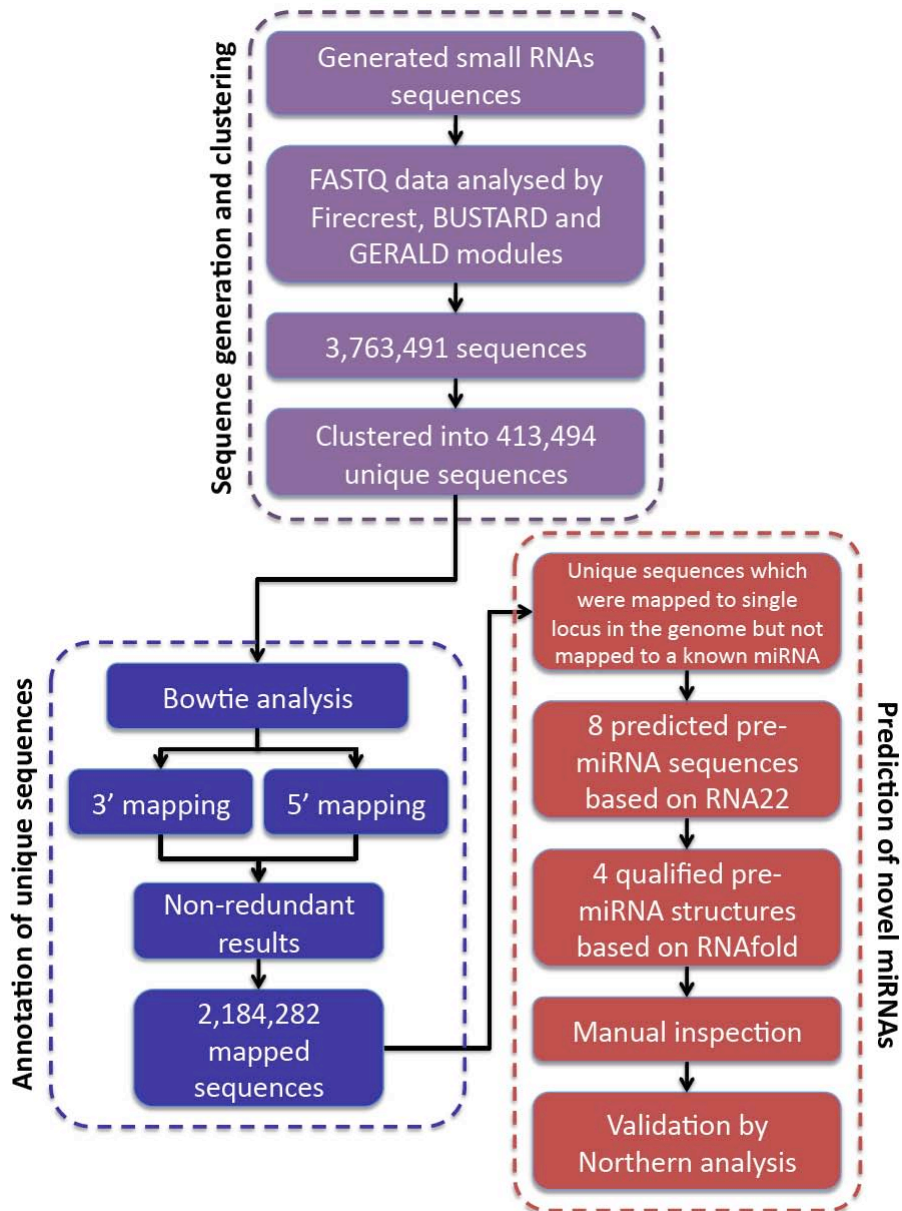 Sequence generation and clustering
Generated small RNAs
sequences
FASTQ data analysed by
Firecrest, BUSTARD and
GERALD modules
3,763,491 sequences
Clustered into 413,494
unique sequences
Annotation of unique sequences
Bowtie analysis
3’ mapping
5’ mapping
Non-redundant
results
2,184,282
mapped
sequences
Prediction of novel miRNAs
Unique sequences which
were mapped to single
locus in the genome but not
mapped to a known miRNA
8 predicted pre-
miRNA sequences
based on RNA22
4 qualified pre-
miRNA structures
based on RNAfold
Manual inspection
Validation by
Northern analysis